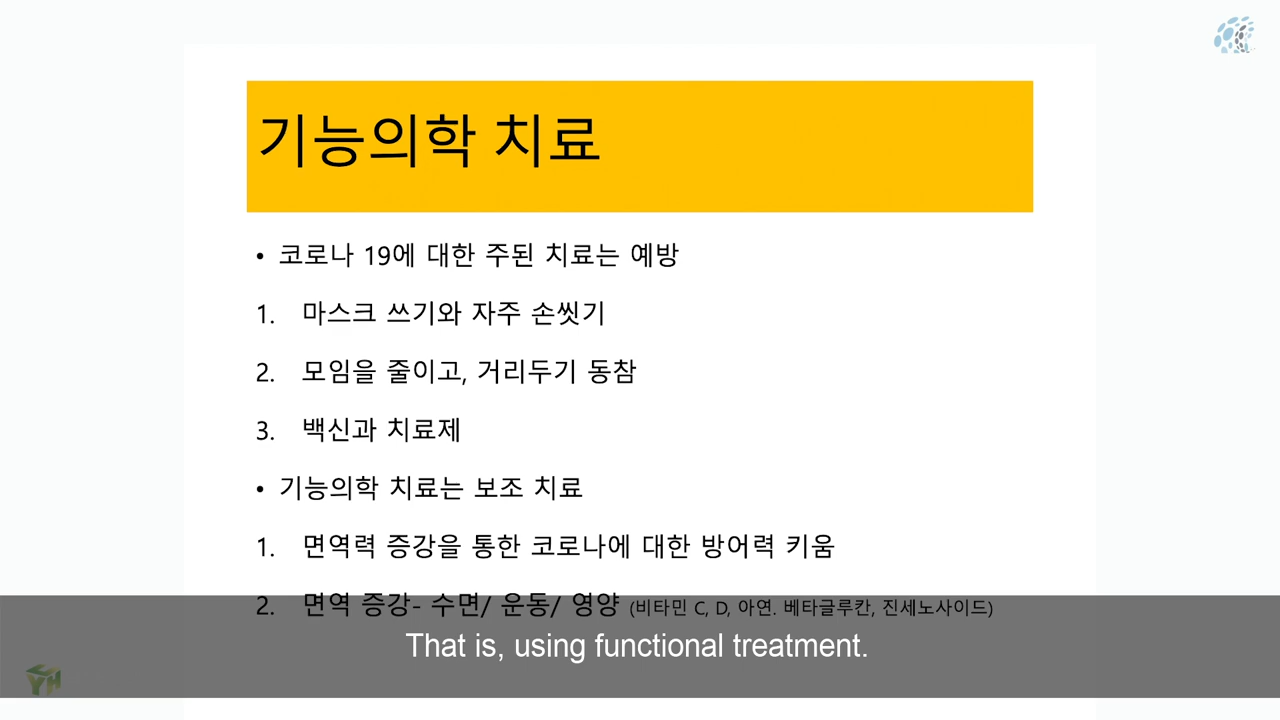 기능의학 치료
• 코로나 19에 대한 주된 치료는 예방
1. 마스크 쓰기와 자주 손씻기
2. 모임을 줄이고, 거리두기 동참
3. 백신과 치료제
• 기능의학 치료는 보조 치료
1. 면역력 증강을 통한 코로나에 대한 방어력 키움
2. 면역 증강- 수면/ 운동/ 영양 (비타민 C, D, 아연. 베타글루칸, 진세노사이드)
That is, using functional treatment.
YH